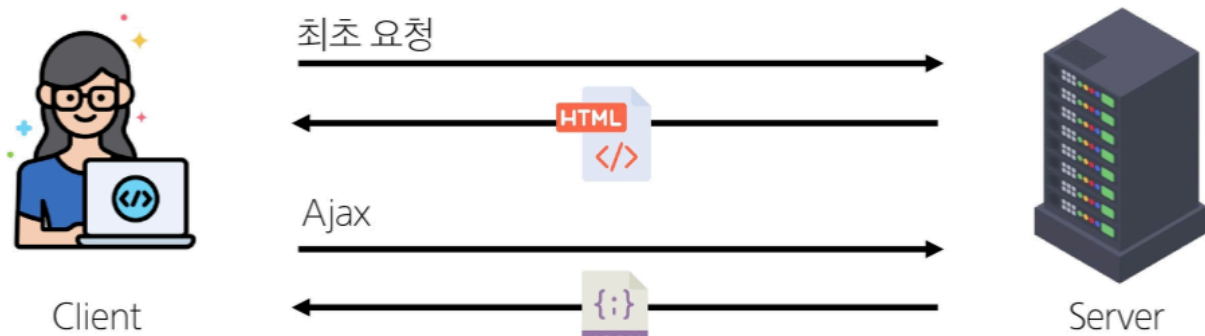 최초 요청
HTML
</>
</>
Ajax
{;}
Client
Server